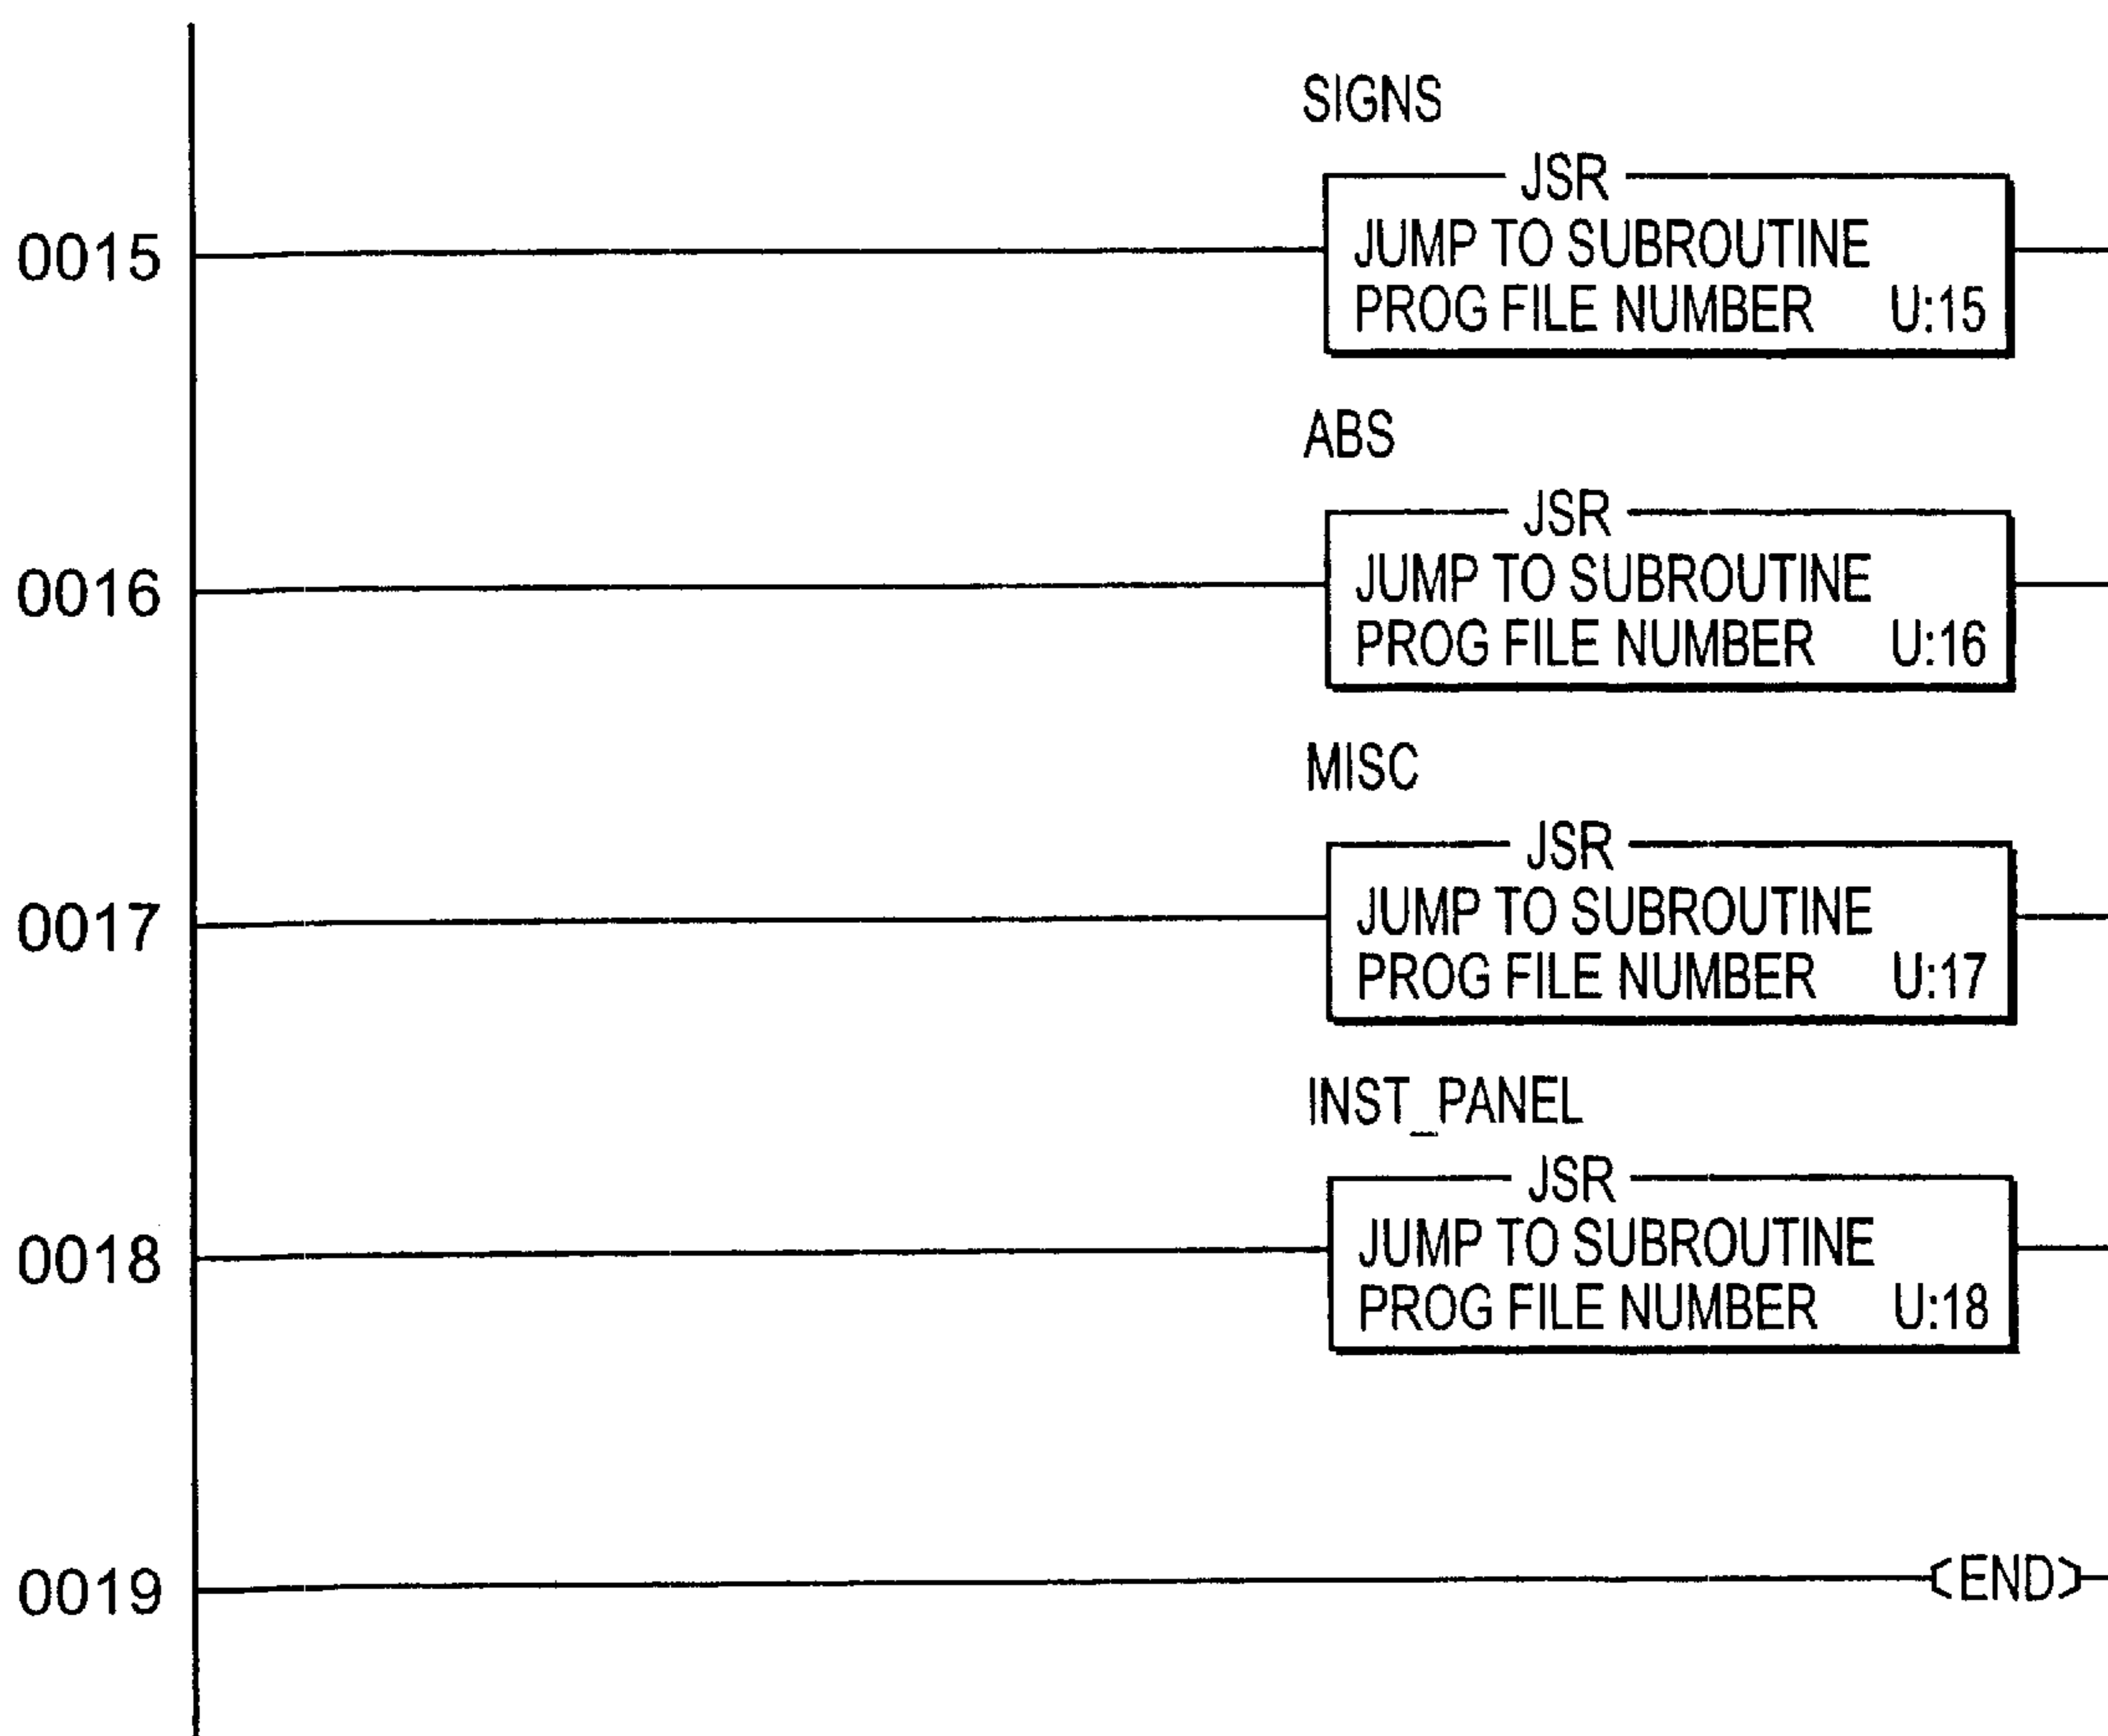 SIGNS
JSR
0015
JUMP TO SUBROUTINE
PROG FILE NUMBER U:15
ABS
JSR
0016
JUMP TO SUBROUTINE
PROG FILE NUMBER U:16
MISC
JSR
0017
JUMP TO SUBROUTINE
PROG FILE NUMBER U:17
INST_PANEL
JSR
0018
JUMP TO SUBROUTINE
PROG FILE NUMBER U:18
0019
<END>